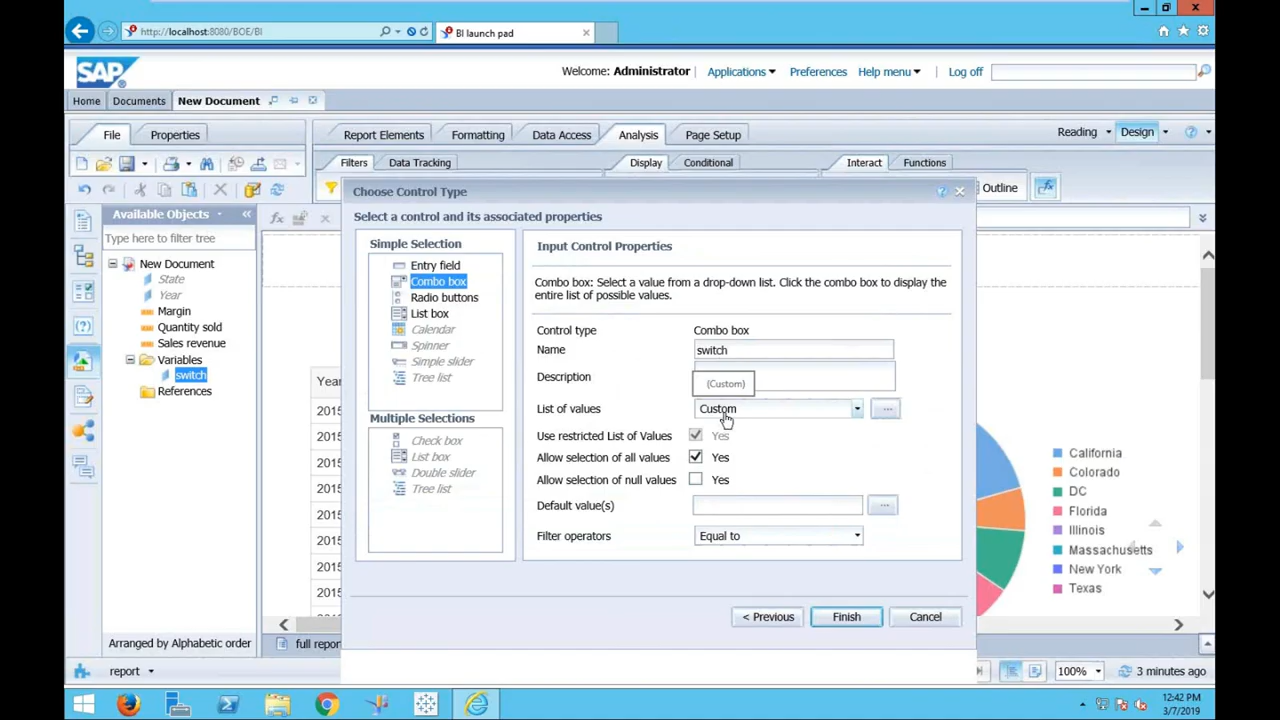 http://localhost:8080/BOE/BI
BI launch pad
SAP
Welcome: Administrator
Applications
Preferences
Help menu
Log off
Home
Documents
New Document
File
Properties
Report Elements
Formatting
Data Access
Analysis
Page Setup
Reading
Design
Filters
Data Tracking
Display
Conditional
Interact
Functions
Outline
Available Objects
Type here to filter tree
New Document
State
Year
Margin
Quantity sold
Sales revenue
Variables
switch
References
Arranged by Alphabetic order
Choose Control Type
Select a control and its associated properties
Simple Selection
Entry field
Combo box
Radio buttons
List box
Calendar
Spinner
Simple slider
Tree list
Multiple Selections
Check box
List box
Double slider
Tree list
Input Control Properties
Combo box: Select a value from a drop-down list. Click the combo box to display the
entire list of possible values.
Control type Combo box
Name switch
Description
(Custom)
List of values Custom ...
Use restricted List of Values Yes
Allow selection of all values Yes
Allow selection of null values Yes
Default value(s) ...
Filter operators Equal to
< Previous
Finish
Cancel
Year
2015
2015
2015
2015
2015
2015
2015
2015
2015
California
Colorado
DC
Florida
Illinois
Massachusetts
New York
Texas
full repor
report
100%
3 minutes ago
12:42 PM
3/7/2019